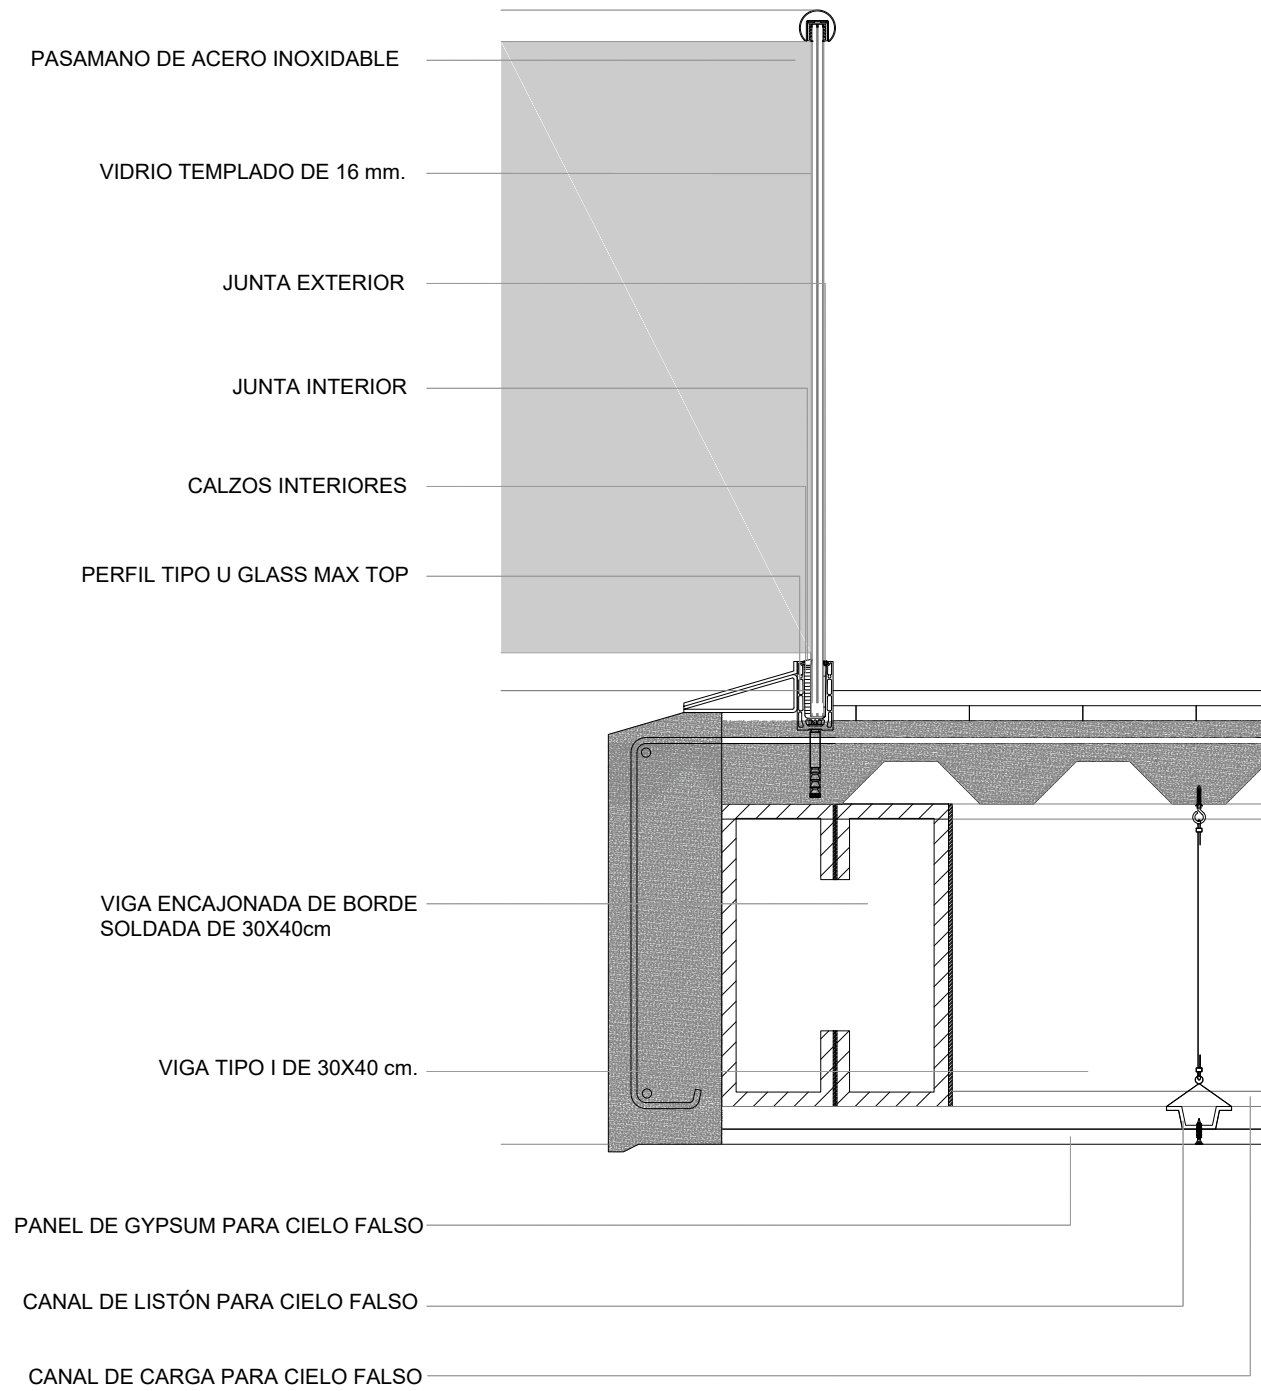 PASAMANO DE ACERO INOXIDABLE
VIDRIO TEMPLADO DE 16 mm.
JUNTA EXTERIOR
JUNTA INTERIOR
CALZOS INTERIORES
PERFIL TIPO U GLASS MAX TOP
VIGA ENCAJONADA DE BORDE
SOLDADA DE 30X40cm
VIGA TIPO I DE 30X40 cm.
PANEL DE GYPSUM PARA CIELO FALSO
CANAL DE LISTÓN PARA CIELO FALSO
CANAL DE CARGA PARA CIELO FALSO